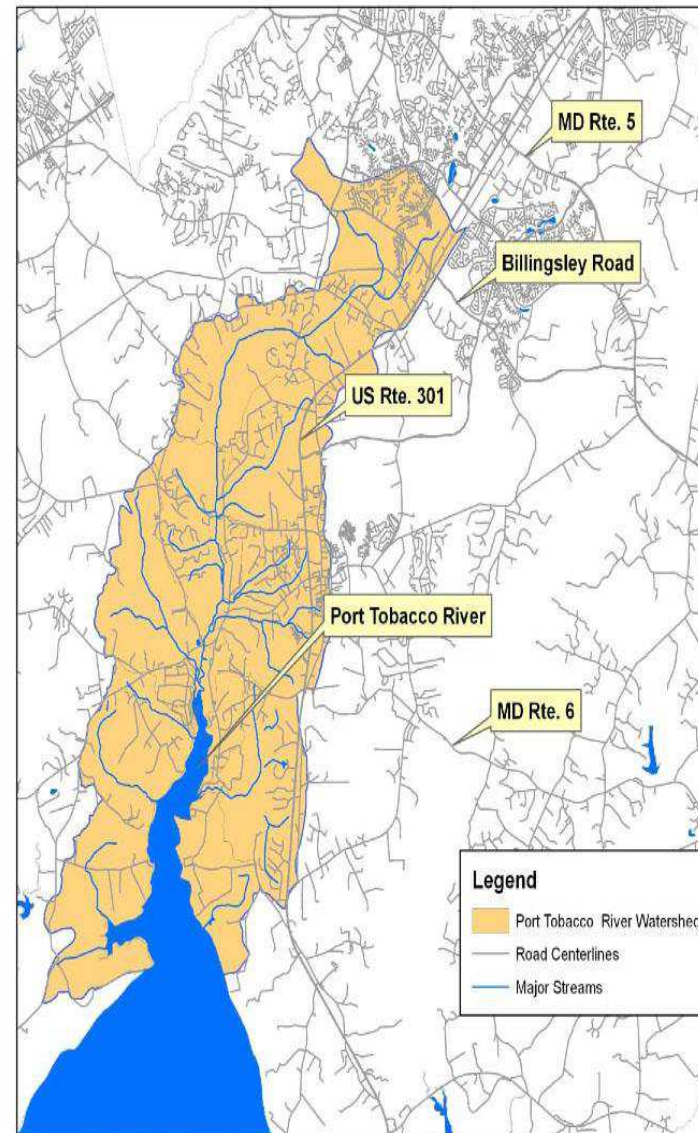 MD Rte. 5
Billingsley Road
US Rte. 301
Port Tobacco River
MD Rte. 6
Legend
Port Tobacco River Watershed
Road Centerlines
Major Streams